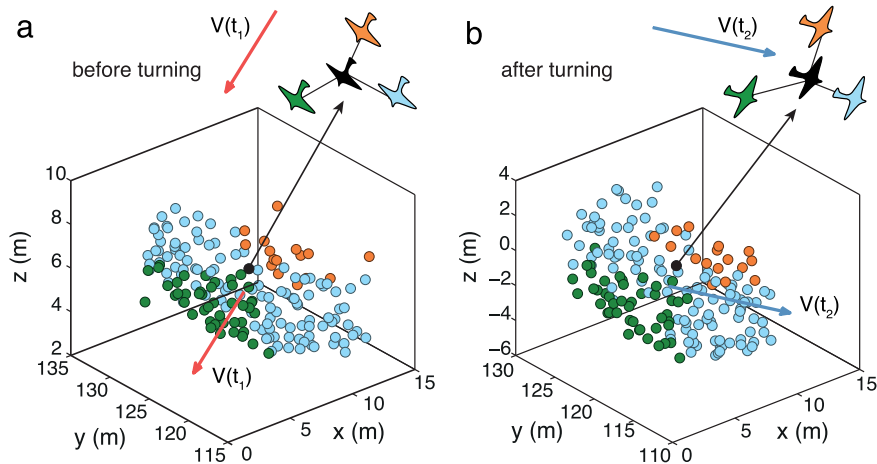 a
V(t₁)
before turning
10
8
6
4
2
z (m)
135
130
125
120
115
y (m)
0
5
10
15
x (m)
V(t₁)
b
V(t₂)
after turning
4
2
0
−2
−4
−6
z (m)
130
125
120
115
110
y (m)
0
5
10
15
x (m)
V(t₂)